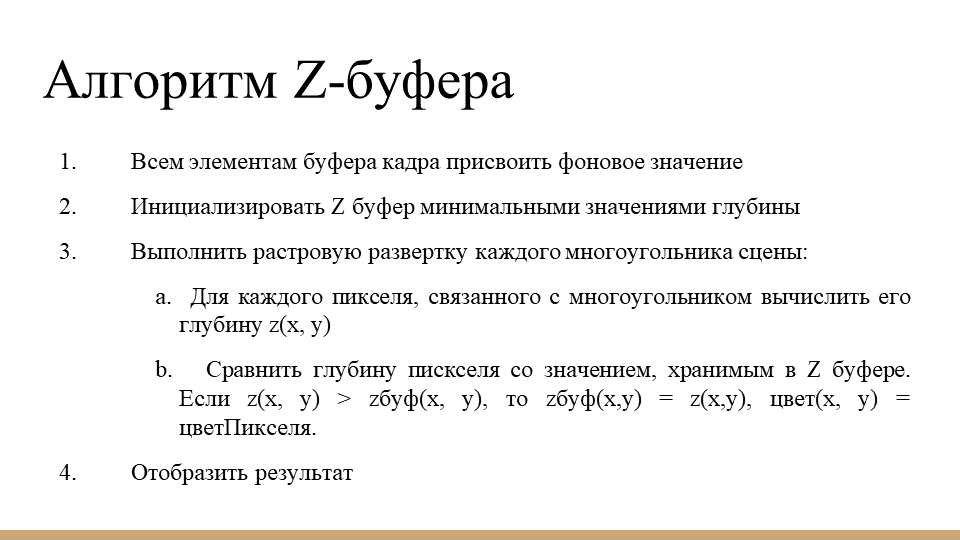 Алгоритм Z-буфера
1. Всем элементам буфера кадра присвоить фоновое значение
2. Инициализировать Z буфер минимальными значениями глубины
3. Выполнить растровую развертку каждого многоугольника сцены:
a. Для каждого пикселя, связанного с многоугольником вычислить его
глубину z(x, y)
b. Сравнить глубину пискселя со значением, хранимым в Z буфере.
Если z(x, y) > zбуф(x, y), то zбуф(x,y) = z(x,y), цвет(x, y) =
цветПикселя.
4. Отобразить результат